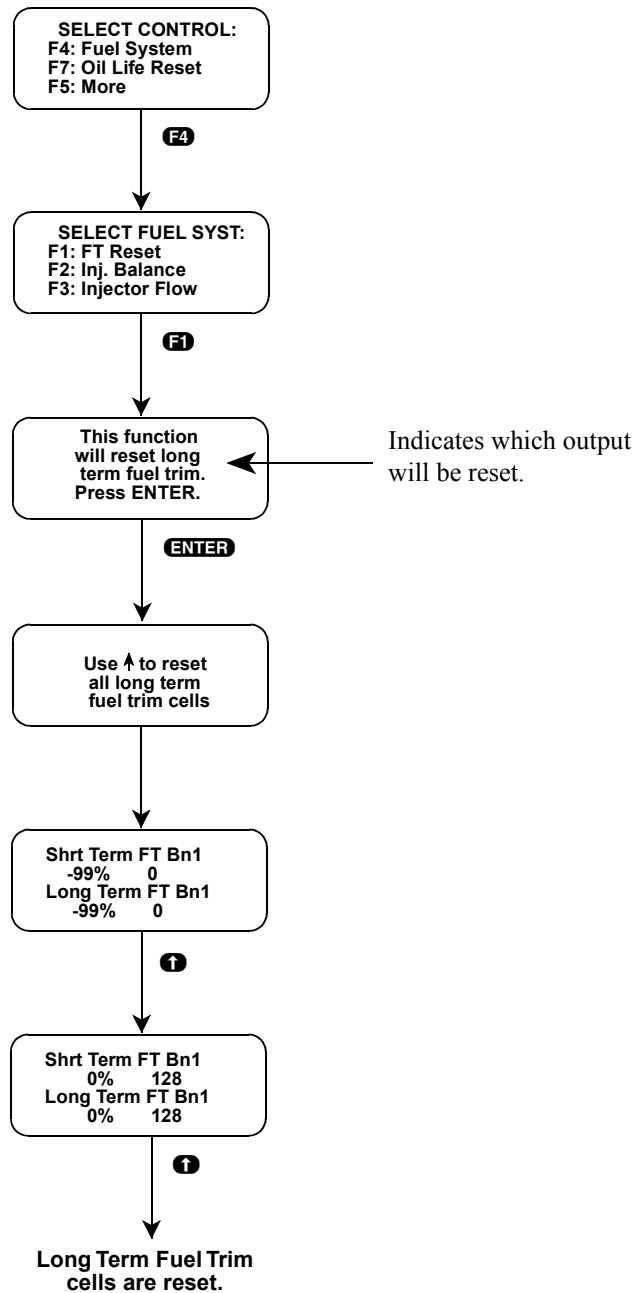 SELECT CONTROL:
F4: Fuel System
F7: Oil Life Reset
F5: More
F4
SELECT FUEL SYST:
F1: FT Reset
F2: Inj. Balance
F3: Injector Flow
F1
This function
will reset long
term fuel trim.
Press ENTER.
Indicates which output
will be reset.
ENTER
Use ↑ to reset
all long term
fuel trim cells
Shrt Term FT Bn1
-99% 0
Long Term FT Bn1
-99% 0
↑
Shrt Term FT Bn1
0% 128
Long Term FT Bn1
0% 128
↑
Long Term Fuel Trim
cells are reset.